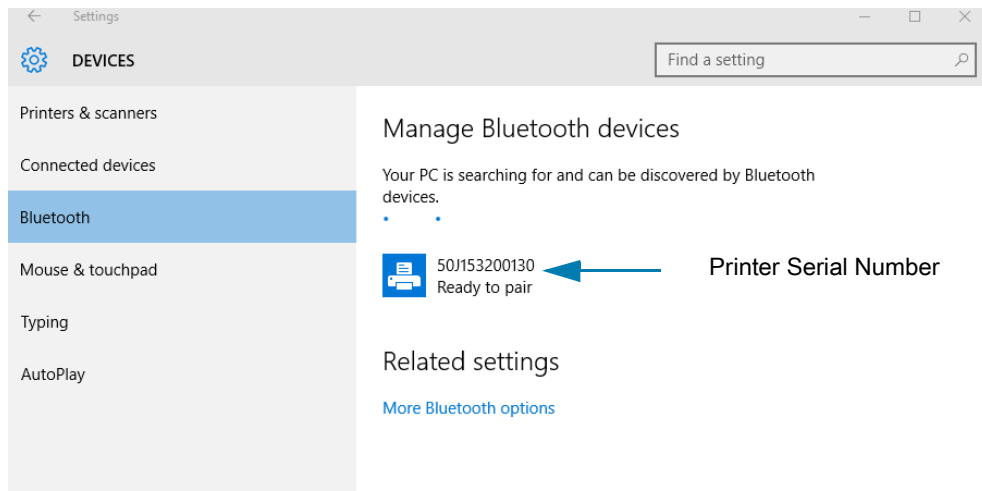 Settings
DEVICES
Find a setting
Printers & scanners
Connected devices
Bluetooth
Mouse & touchpad
Typing
AutoPlay
Manage Bluetooth devices
Your PC is searching for and can be discovered by Bluetooth
devices.
50J153200130
Ready to pair
Printer Serial Number
Related settings
More Bluetooth options